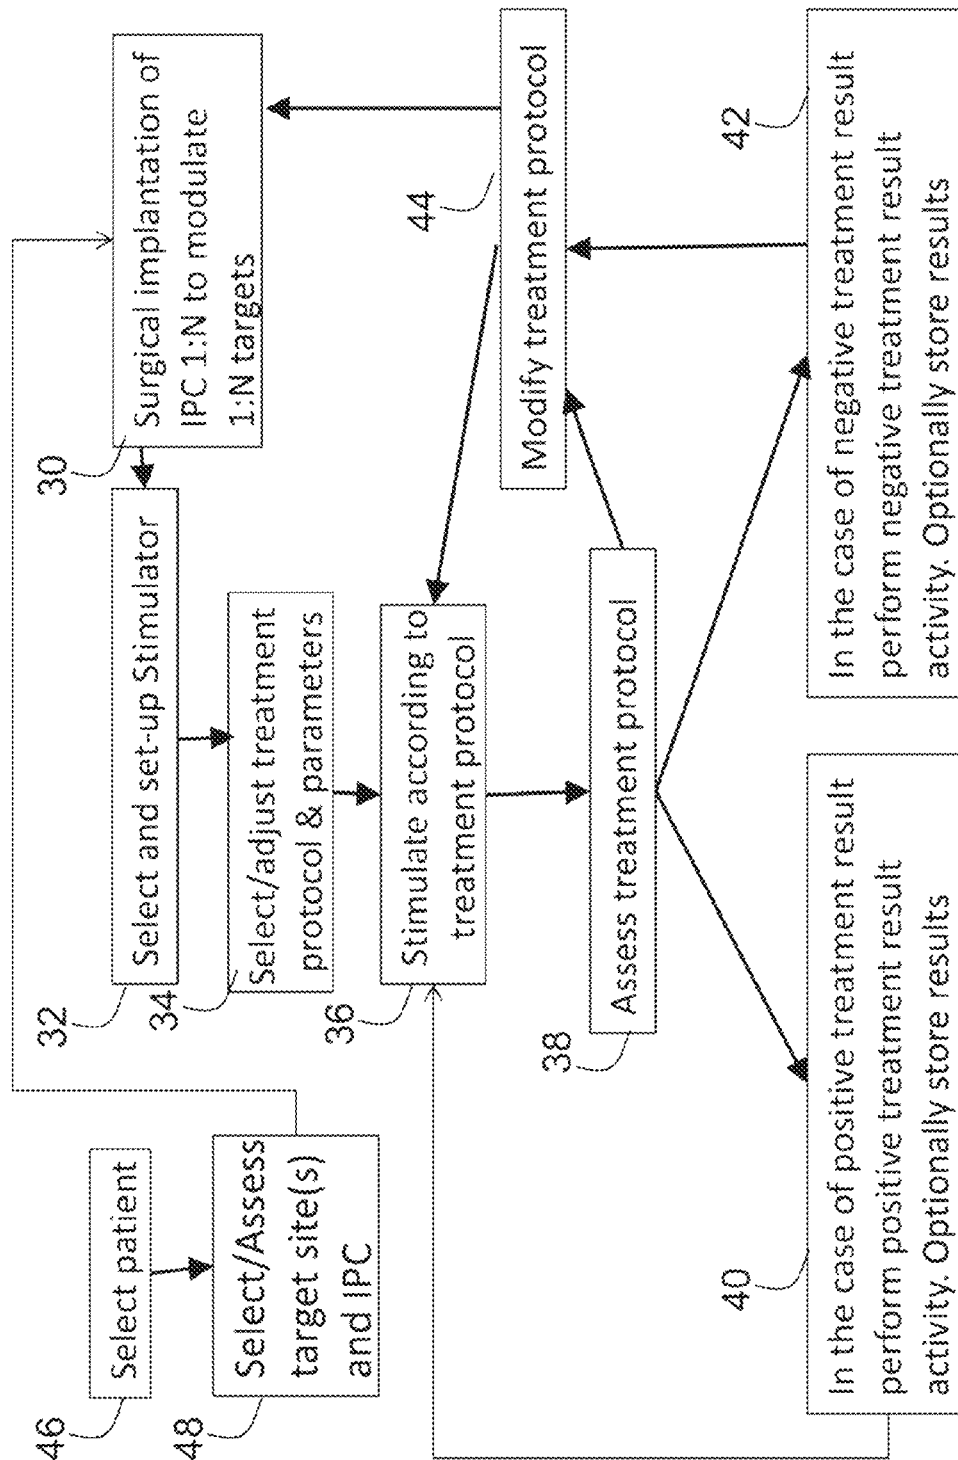 46
Select patient
48
Select/Assess
target site(s)
and IPC
30
Surgical implantation of
IPC 1:N to modulate
1:N targets
32
Select and set-up Stimulator
34
Select/adjust treatment
protocol & parameters
36
Stimulate according to
treatment protocol
38
Assess treatment protocol
44
Modify treatment protocol
40
In the case of positive treatment result
perform positive treatment result
activity. Optionally store results
42
In the case of negative treatment result
perform negative treatment result
activity. Optionally store results